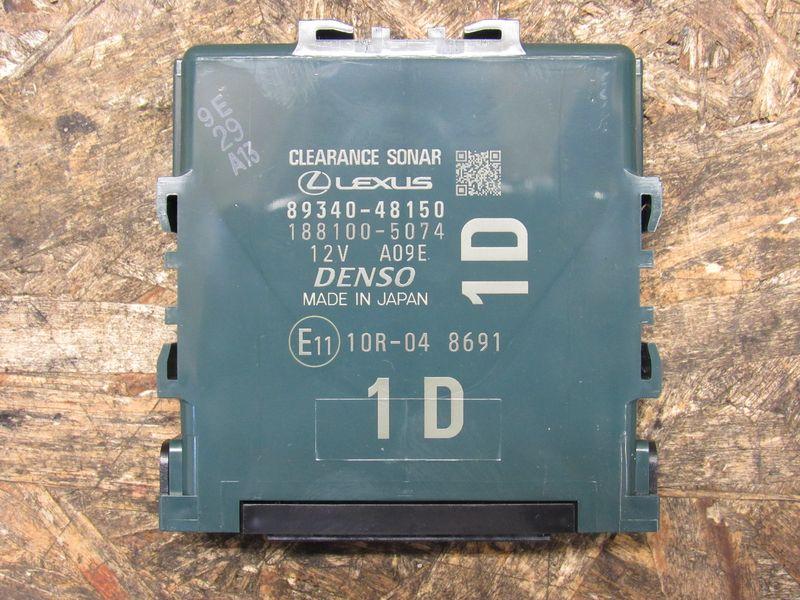 9E
29
A13
CLEARANCE SONAR
LEXUS
89340-48150
188100-5074
12V A09E
DENSO
MADE IN JAPAN
1D
E11 10R-04 8691
1D